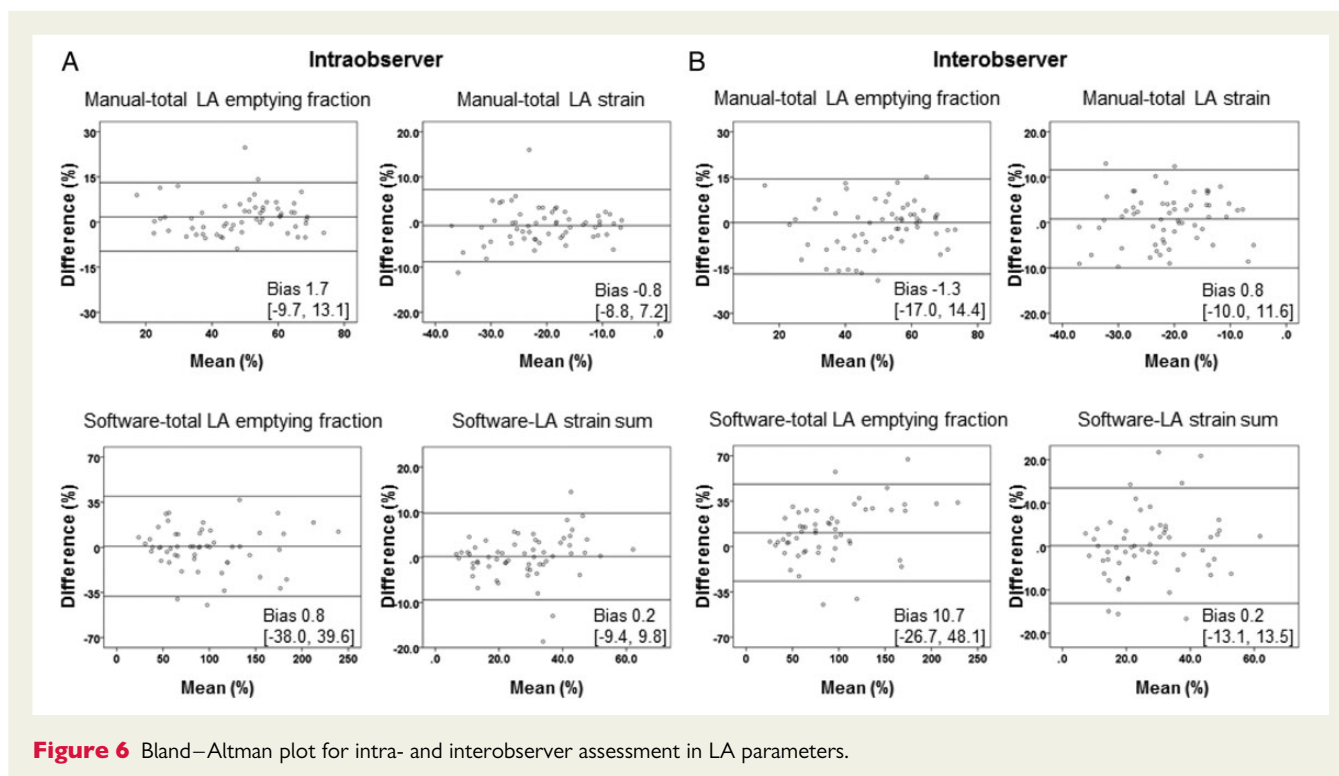 A
Intraobserver
B
Interobserver
Manual-total LA emptying fraction
Manual-total LA strain
Manual-total LA emptying fraction
Manual-total LA strain
Difference (%)
30
15
0
-15
-30
Bias 1.7
[-9.7, 13.1]
20 40 60 80
Mean (%)
Difference (%)
20.0
10.0
.0
-10.0
-20.0
Bias -0.8
[-8.8, 7.2]
-40.0 -30.0 -20.0 -10.0 .0
Mean (%)
Difference (%)
30
15
0
-15
-30
Bias -1.3
[-17.0, 14.4]
0 20 40 60 80
Mean (%)
Difference (%)
20.0
10.0
.0
-10.0
-20.0
Bias 0.8
[-10.0, 11.6]
-40.0 -30.0 -20.0 -10.0 .0
Mean (%)
Software-total LA emptying fraction
Software-LA strain sum
Software-total LA emptying fraction
Software-LA strain sum
Difference (%)
70
35
0
-35
-70
Bias 0.8
[-38.0, 39.6]
0 50 100 150 200 250
Mean (%)
Difference (%)
20.0
10.0
.0
-10.0
-20.0
Bias 0.2
[-9.4, 9.8]
.0 20.0 40.0 60.0
Mean (%)
Difference (%)
70
35
0
-35
-70
Bias 10.7
[-26.7, 48.1]
0 50 100 150 200 250
Mean (%)
Difference (%)
20.0
10.0
.0
-10.0
-20.0
Bias 0.2
[-13.1, 13.5]
.0 20.0 40.0 60.0
Mean (%)
Figure 6 Bland–Altman plot for intra- and interobserver assessment in LA parameters.